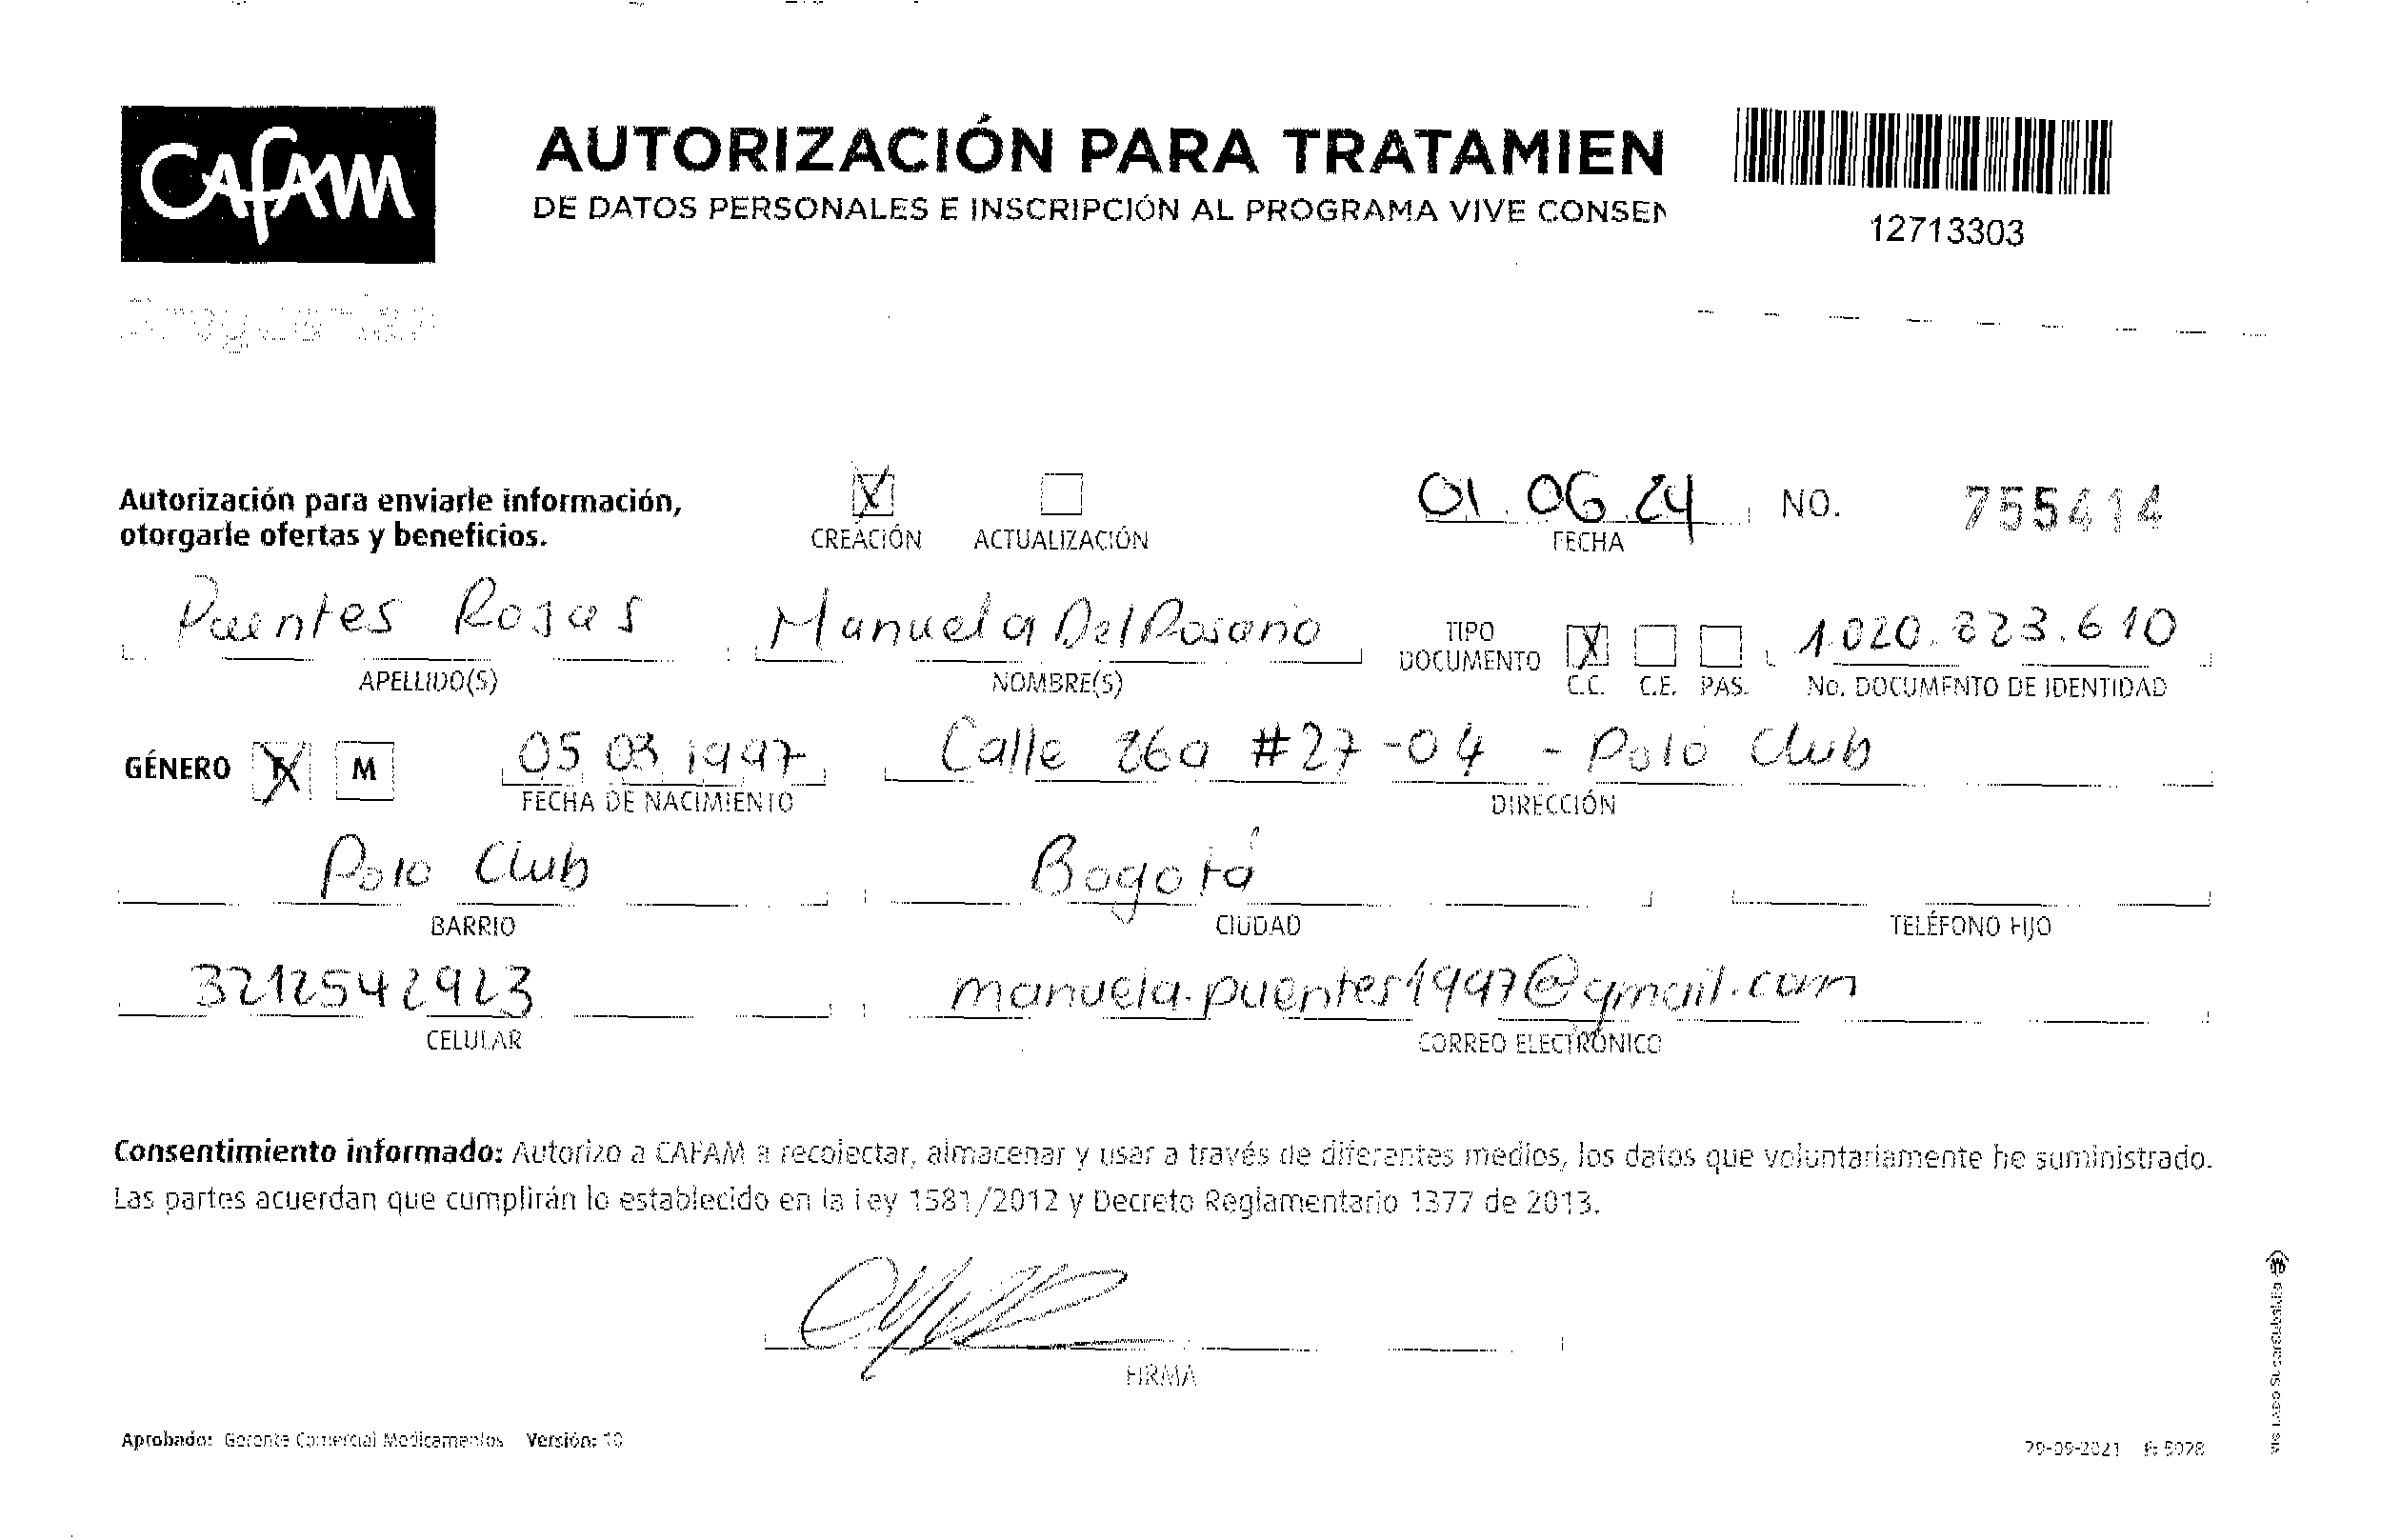 CAFAM
AUTORIZACIÓN PARA TRATAMIEN
DE DATOS PERSONALES E INSCRIPCIÓN AL PROGRAMA VIVE CONSEN
12713303
Autorización para enviarle información,
otorgarle ofertas y beneficios.
X
CREACIÓN ACTUALIZACIÓN
01.06.24
FECHA
NO. 755414
Puentes Rosas Manuela Del Rosario
TIPO
DOCUMENTO X 1.020.823.610
APELLIDO(S) NOMBRE(S) C.C. C.E. PAS. No. DOCUMENTO DE IDENTIDAD
GÉNERO X M 05 03 1997 Calle 86a #27-04 - Polo Club
FECHA DE NACIMIENTO DIRECCIÓN
Polo Club Bogotá
BARRIO CIUDAD TELÉFONO FIJO
3212542923 manuela.puentes1997@gmail.com
CELULAR CORREO ELECTRÓNICO
Consentimiento informado: Autorizo a CAFAM a recolectar, almacenar y usar a través de diferentes medios, los datos que voluntariamente he suministrado.
Las partes acuerdan que cumplirán lo establecido en la Ley 1581/2012 y Decreto Reglamentario 1377 de 2013.
FIRMA
Aprobado: Gerente Comercial Medicamentos Versión: 10
29-09-2021
VIGILADO Supersubsidio